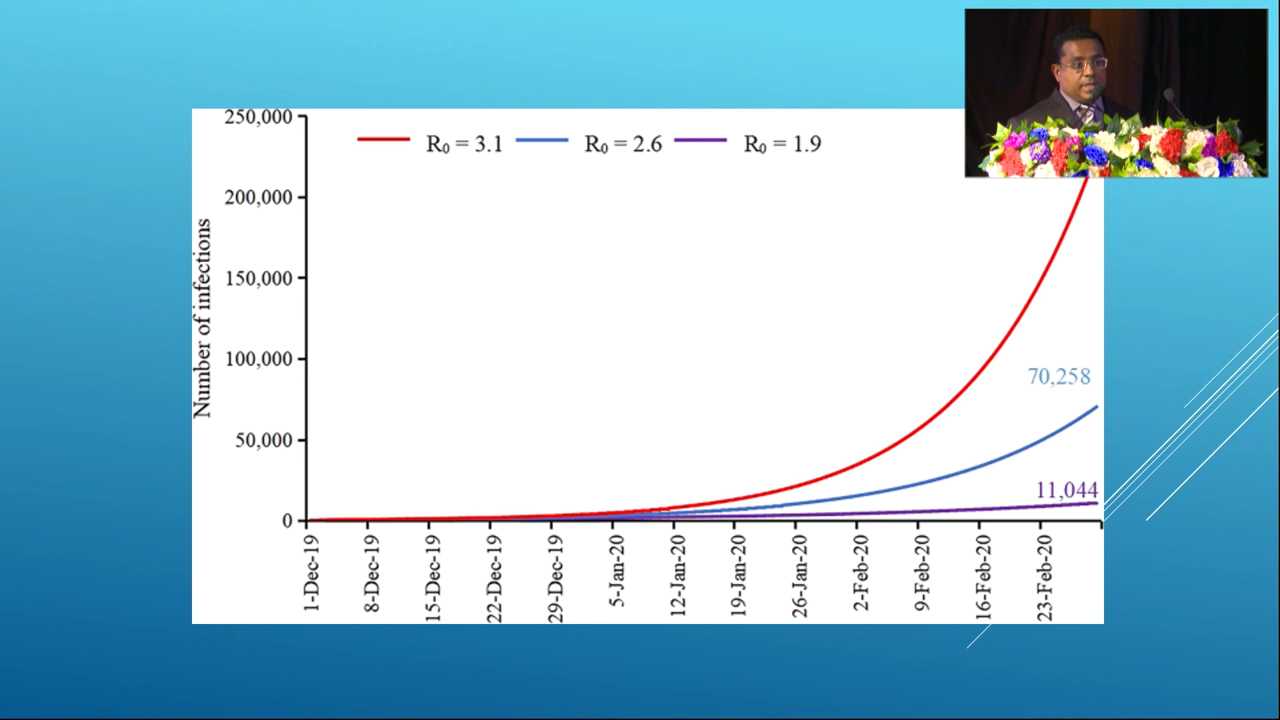 R₀ = 3.1 R₀ = 2.6 R₀ = 1.9
Number of infections
250,000
200,000
150,000
100,000
50,000
0
70,258
11,044
1-Dec-19
8-Dec-19
15-Dec-19
22-Dec-19
29-Dec-19
5-Jan-20
12-Jan-20
19-Jan-20
26-Jan-20
2-Feb-20
9-Feb-20
16-Feb-20
23-Feb-20